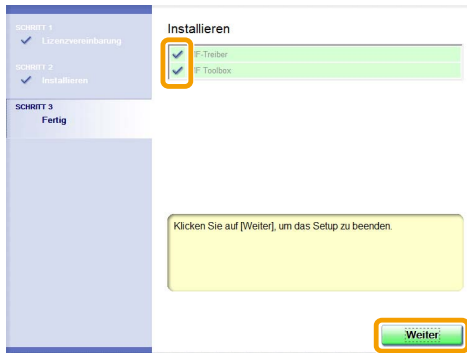 SCHRITT 1
Lizenzvereinbarung
SCHRITT 2
Installieren
SCHRITT 3
Fertig
Installieren
F-Treiber
F Toolbox
Klicken Sie auf [Weiter], um das Setup zu beenden.
Weiter